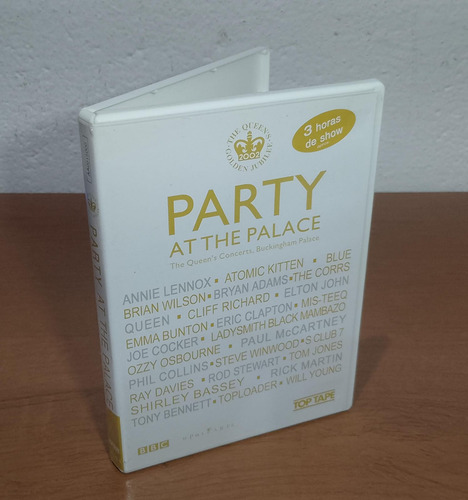 THE QUEEN'S
GOLDEN JUBILEE
2002
3 horas
de show
PARTY
AT THE PALACE
The Queen's Concerts, Buckingham Palace
ANNIE LENNOX ▪ ATOMIC KITTEN ▪ BLUE
BRIAN WILSON ▪ BRYAN ADAMS ▪ THE CORRS
QUEEN ▪ CLIFF RICHARD ▪ ELTON JOHN
EMMA BUNTON ▪ ERIC CLAPTON ▪ MIS-TEEQ
JOE COCKER ▪ LADYSMITH BLACK MAMBAZO
OZZY OSBOURNE ▪ PAUL McCARTNEY
PHIL COLLINS ▪ STEVE WINWOOD ▪ S CLUB 7
RAY DAVIES ▪ ROD STEWART ▪ TOM JONES
SHIRLEY BASSEY ▪ RICK MARTIN
TONY BENNETT ▪ TOPLOADER ▪ WILL YOUNG
BBC
opus arte
TOP TAPE
PARTY AT THE PALACE